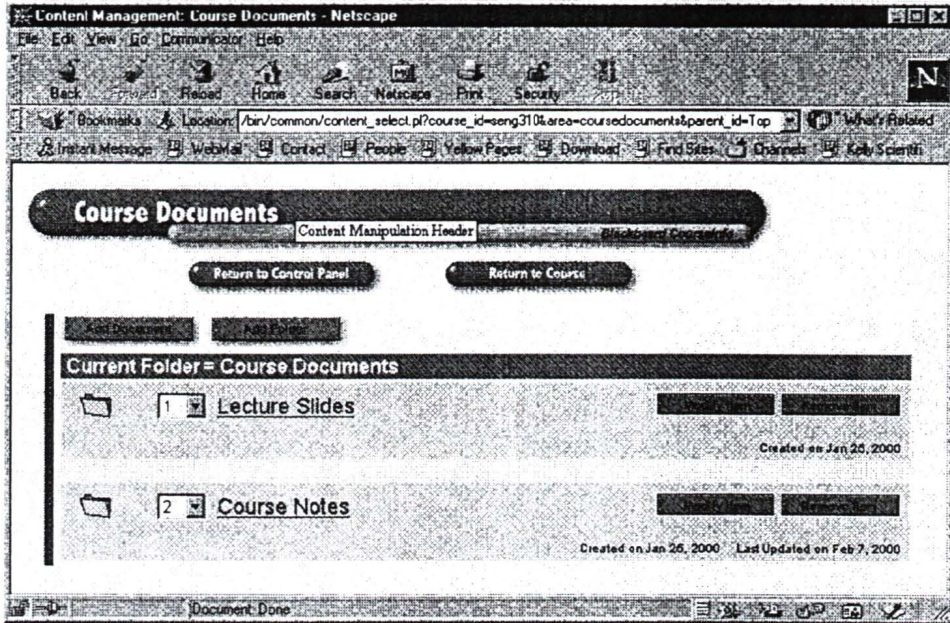 Content Management: Course Documents - Netscape
File Edit View Go Communicator Help
Back Forward Reload Home Search Netscape Print Security
Bookmarks Location: /bin/common/content_select.pl?course_id=seng310&area=coursedocuments&parent_id=Top What's Related
Instant Message WebMail Contact People Yellow Pages Download Find Sites Channels Kelly Scientifi
Course Documents
Content Manipulation Header
Blackboard CourseInfo
Return to Control Panel Return to Course
Add Document Add Folder
Current Folder = Course Documents
1 Lecture Slides
Created on Jan 26, 2000
2 Course Notes
Created on Jan 26, 2000 Last Updated on Feb 7, 2000
Document: Done